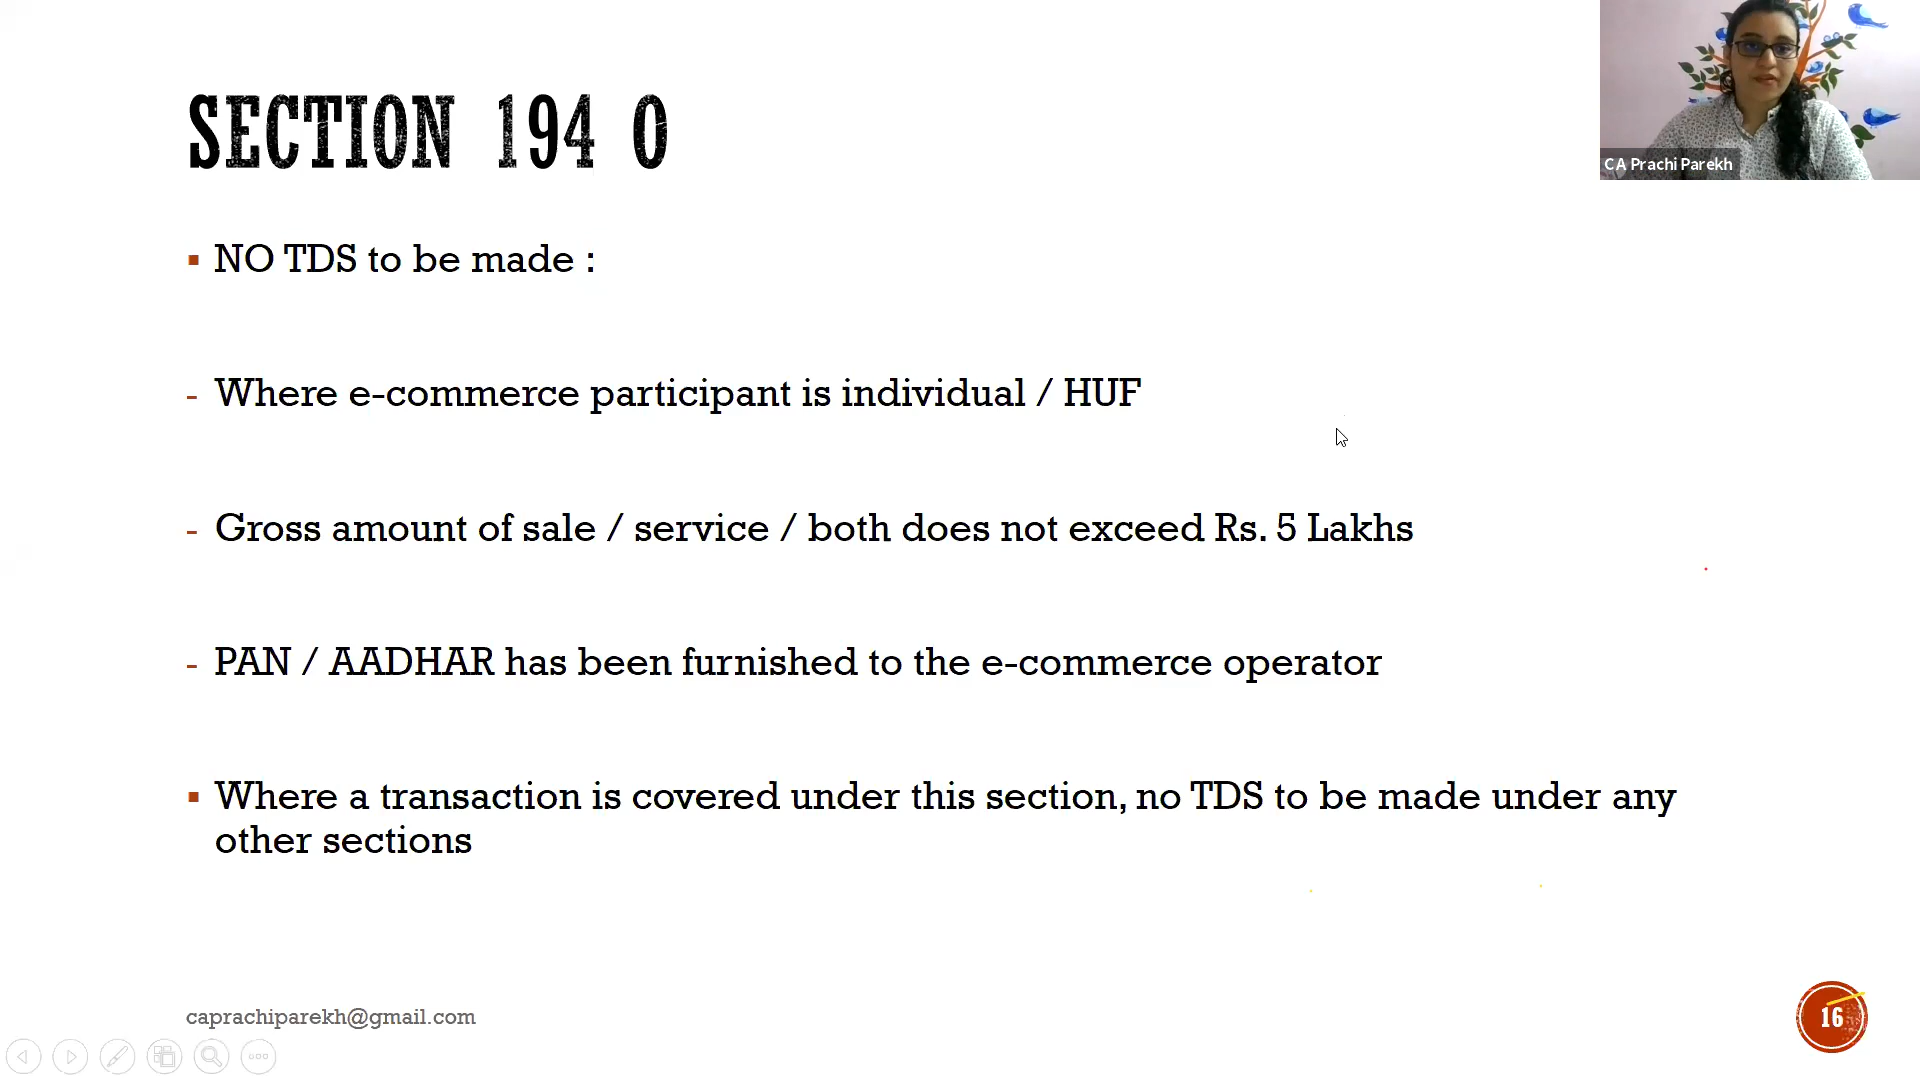 CA Prachi Parekh
SECTION 194 O
NO TDS to be made :
- Where e-commerce participant is individual / HUF
- Gross amount of sale / service / both does not exceed Rs. 5 Lakhs
- PAN / AADHAR has been furnished to the e-commerce operator
Where a transaction is covered under this section, no TDS to be made under any
other sections
caprachiparekh@gmail.com
16